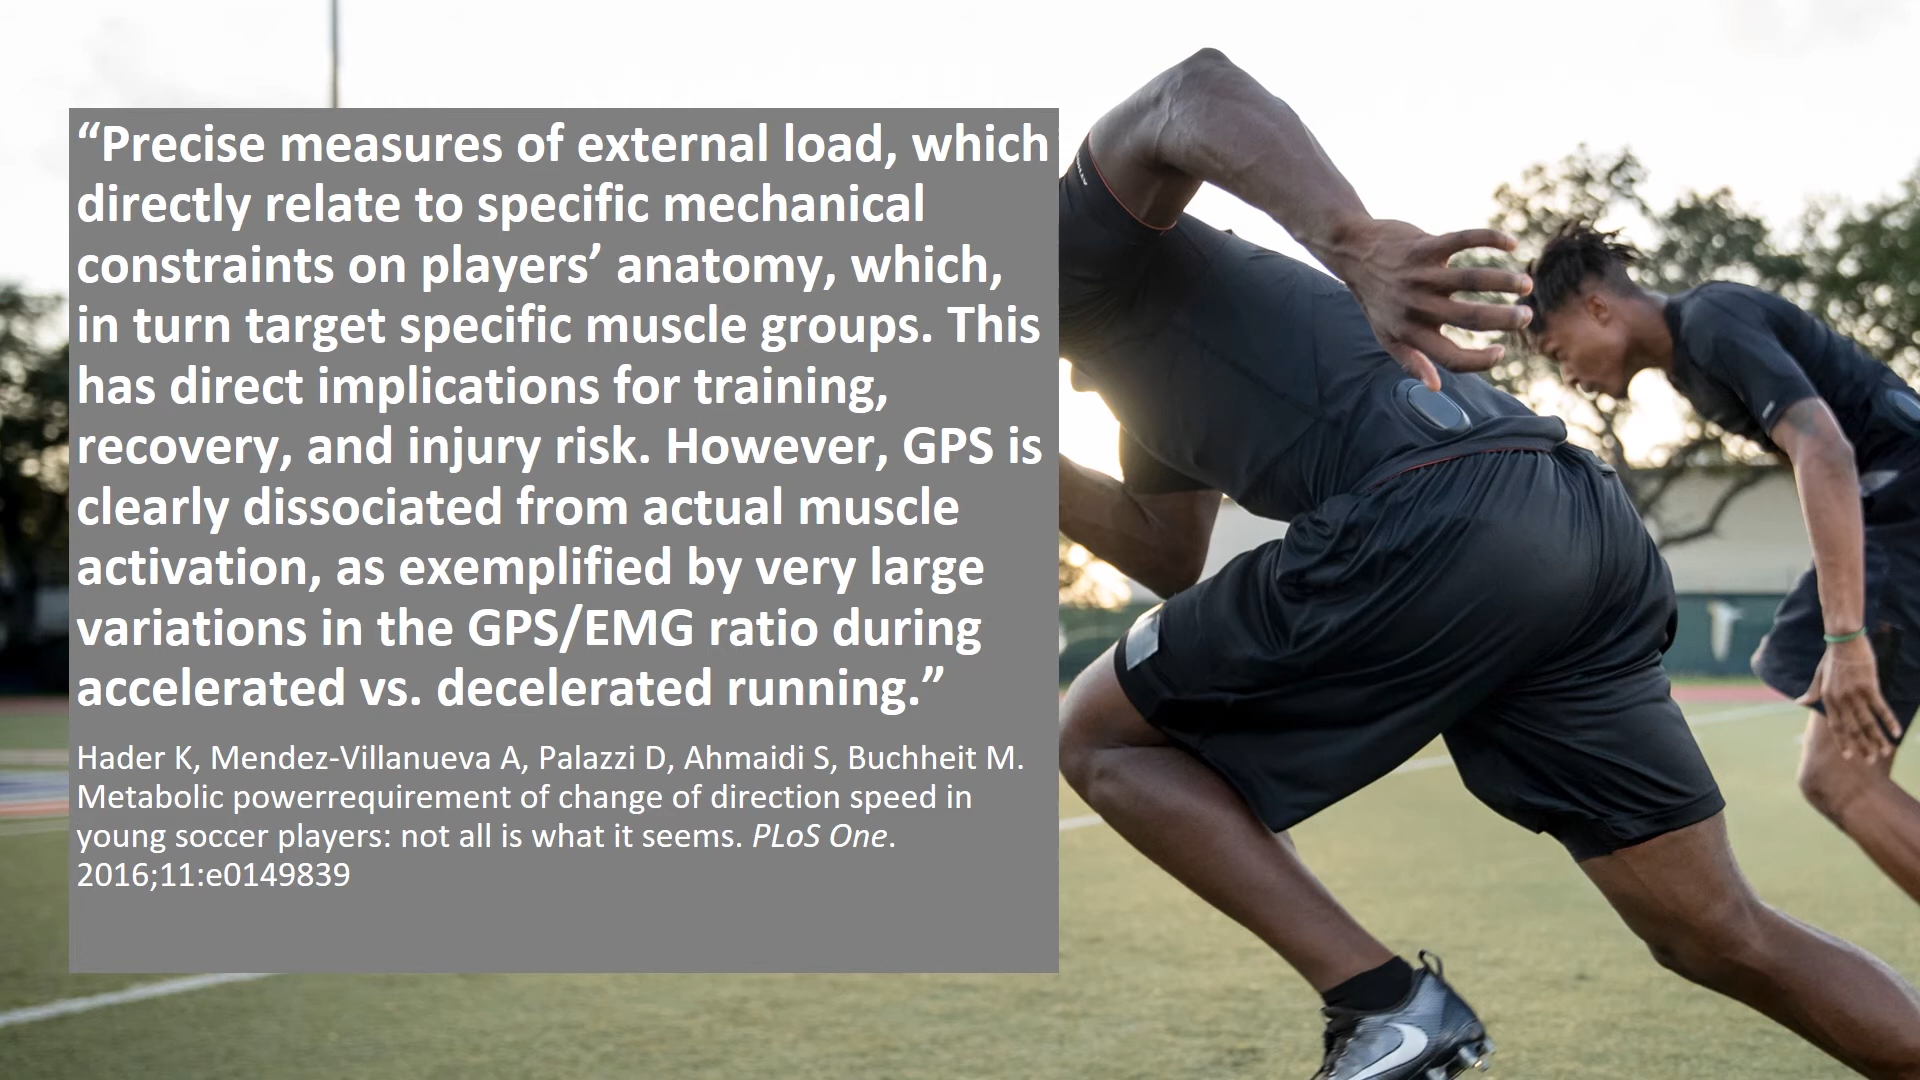 “Precise measures of external load, which
directly relate to specific mechanical
constraints on players’ anatomy, which,
in turn target specific muscle groups. This
has direct implications for training,
recovery, and injury risk. However, GPS is
clearly dissociated from actual muscle
activation, as exemplified by very large
variations in the GPS/EMG ratio during
accelerated vs. decelerated running.”
Hader K, Mendez-Villanueva A, Palazzi D, Ahmaidi S, Buchheit M.
Metabolic powerrequirement of change of direction speed in
young soccer players: not all is what it seems. PLoS One.
2016;11:e0149839